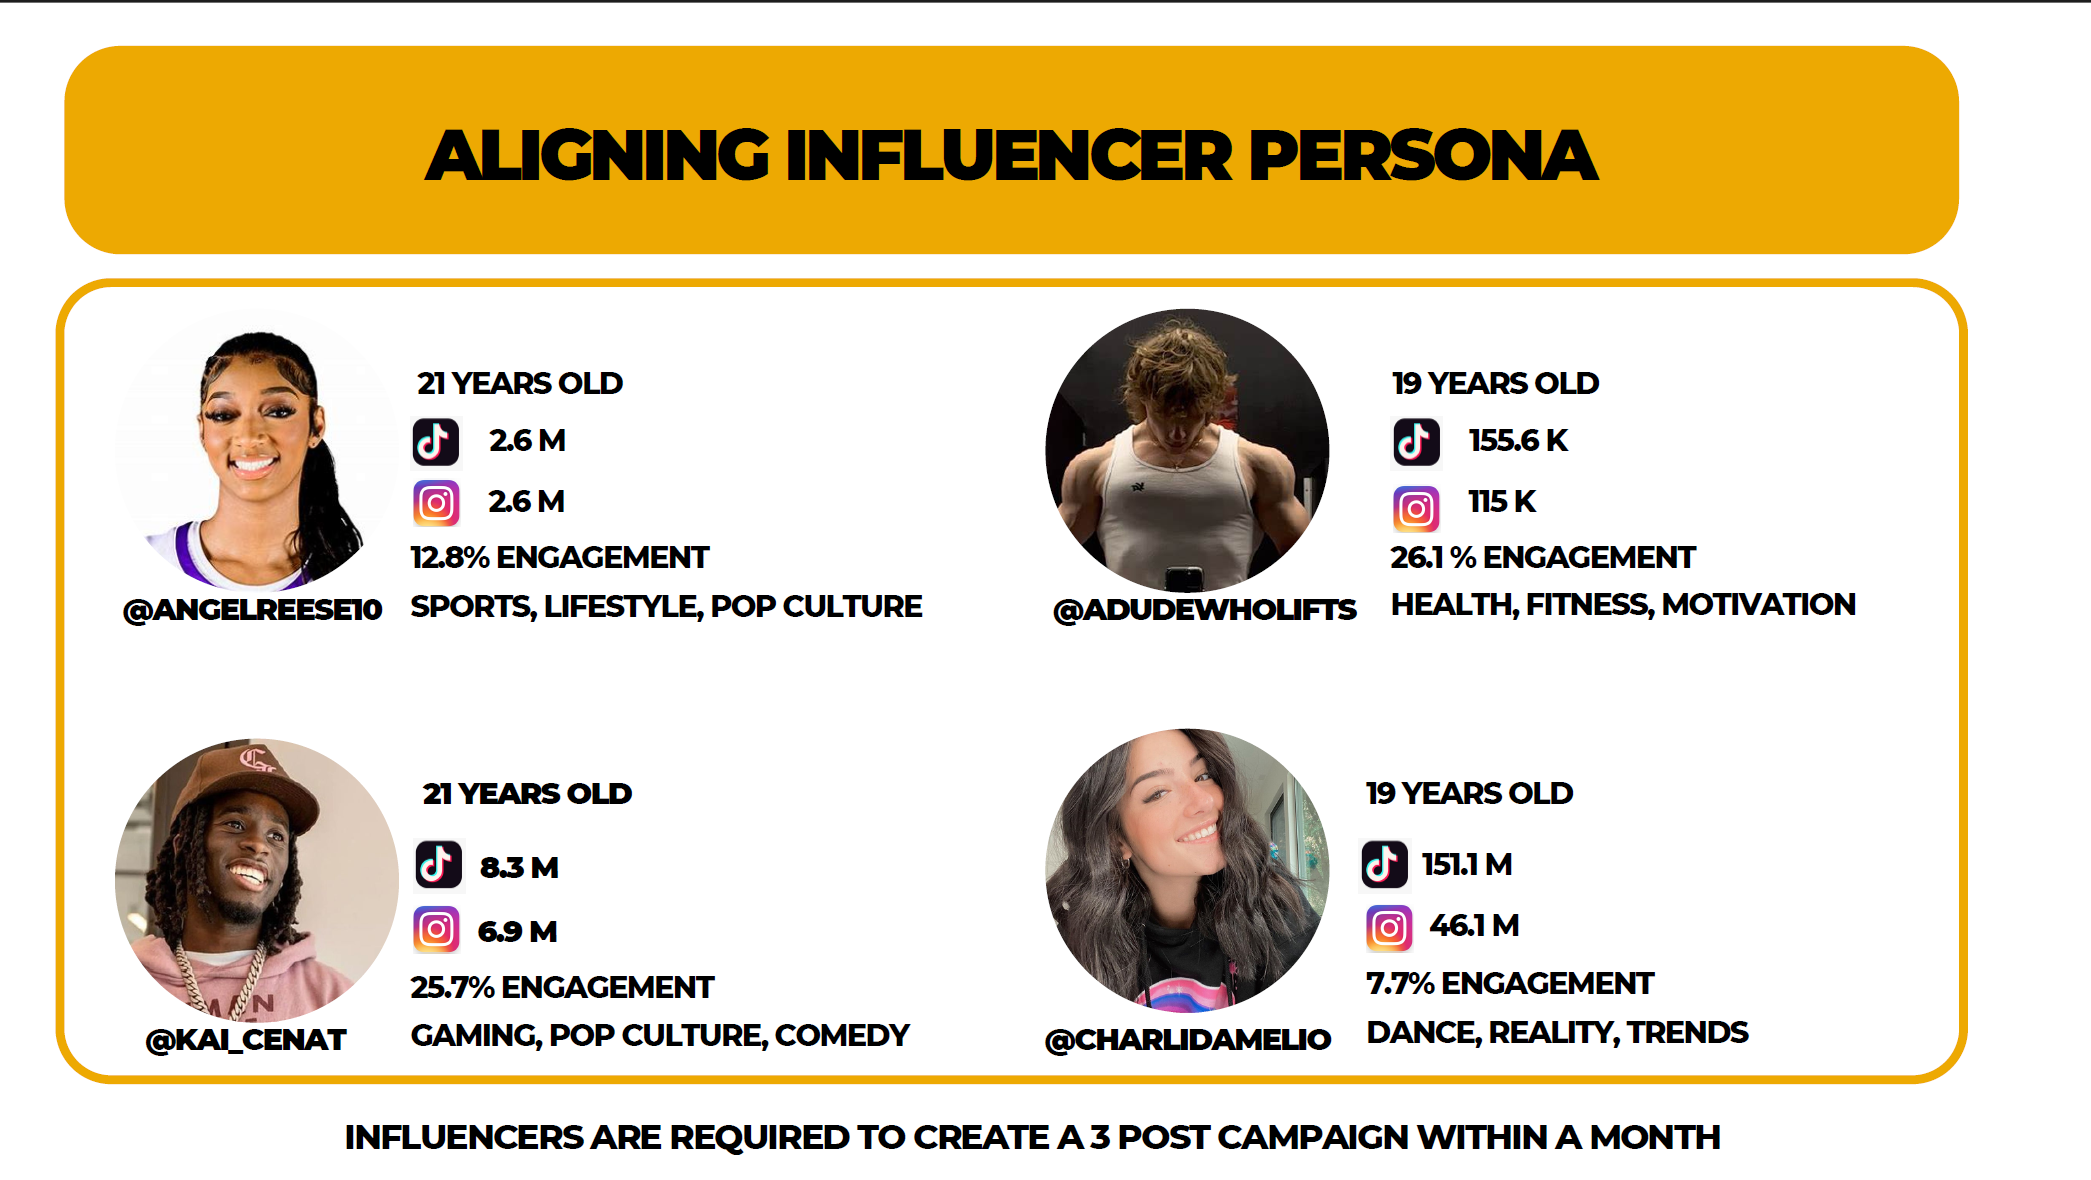 ALIGNING INFLUENCER PERSONA
21 YEARS OLD
2.6 M
2.6 M
12.8% ENGAGEMENT
SPORTS, LIFESTYLE, POP CULTURE
@ANGELREESE10
19 YEARS OLD
155.6 K
115 K
26.1 % ENGAGEMENT
HEALTH, FITNESS, MOTIVATION
@ADUDEWHOLIFTS
21 YEARS OLD
8.3 M
6.9 M
25.7% ENGAGEMENT
GAMING, POP CULTURE, COMEDY
@KAI_CENAT
19 YEARS OLD
151.1 M
46.1 M
7.7% ENGAGEMENT
DANCE, REALITY, TRENDS
@CHARLIDAMELIO
INFLUENCERS ARE REQUIRED TO CREATE A 3 POST CAMPAIGN WITHIN A MONTH